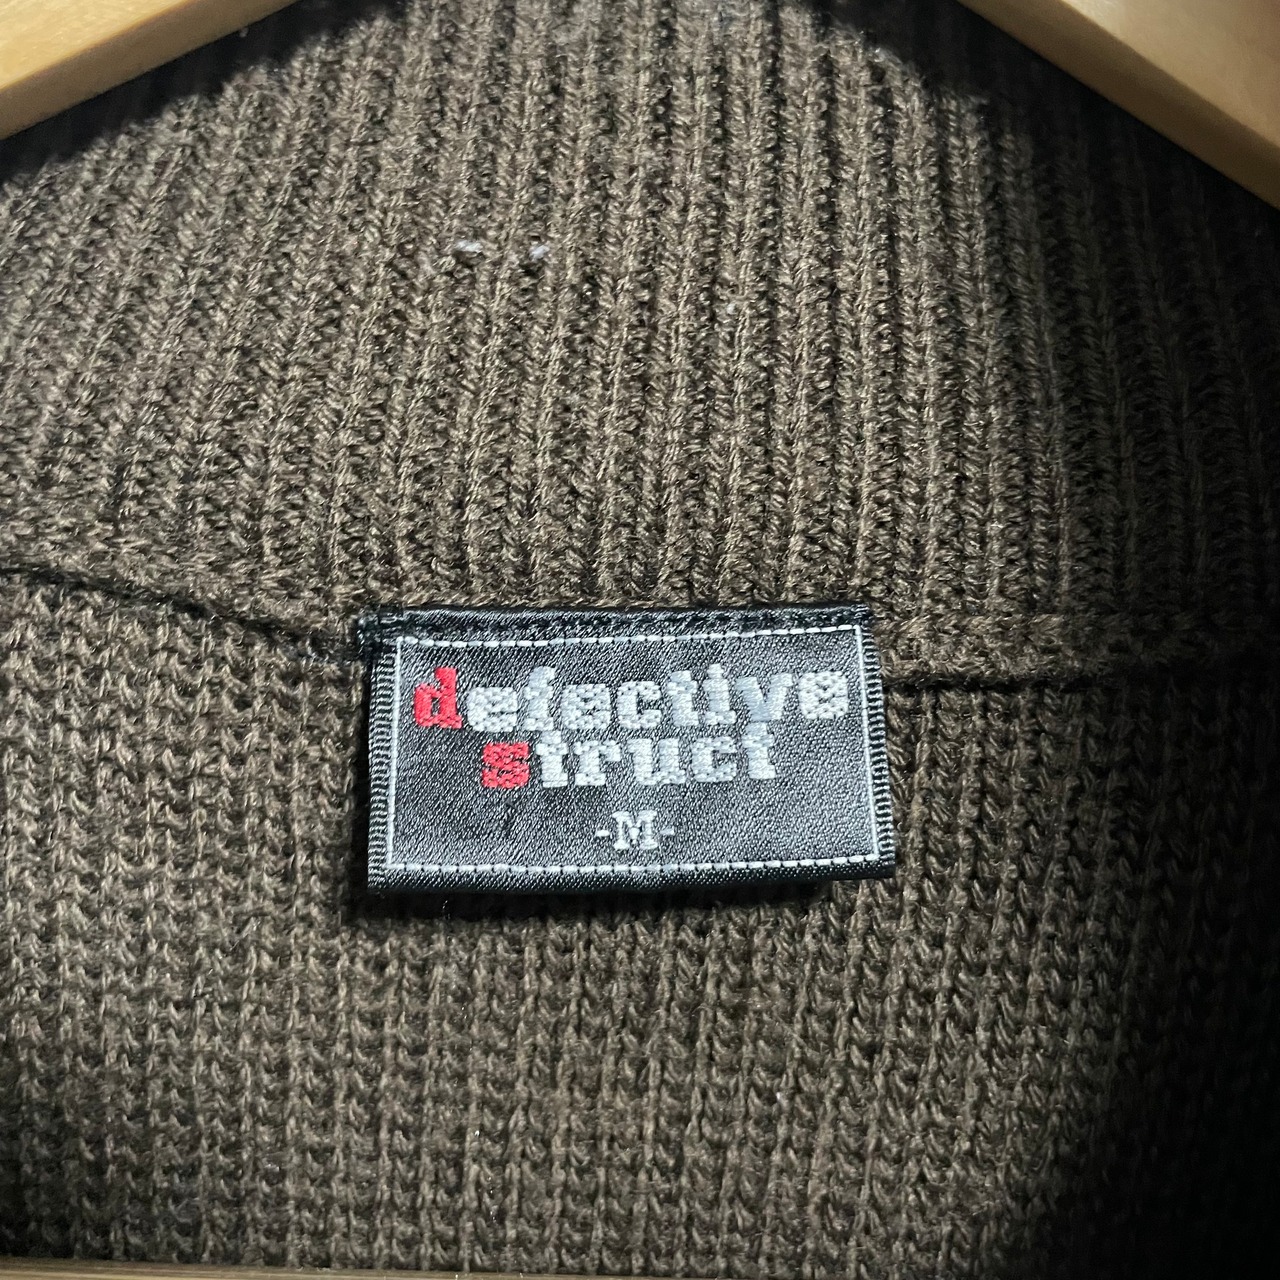 defective
struct
-M-